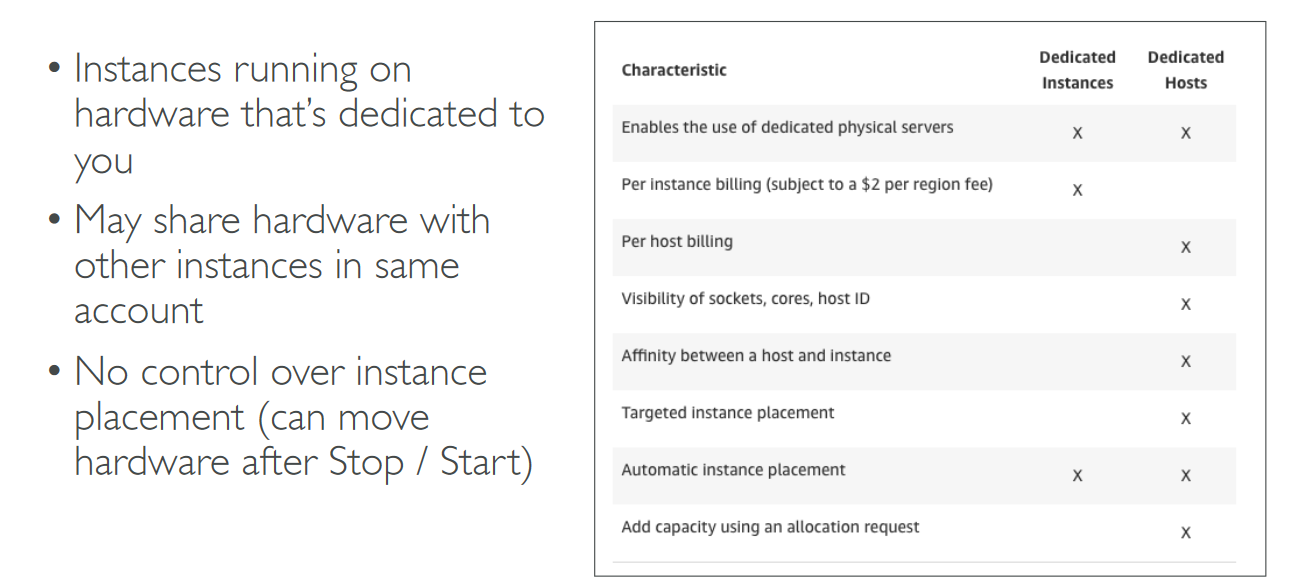 • Instances running on
hardware that’s dedicated to
you
• May share hardware with
other instances in same
account
• No control over instance
placement (can move
hardware after Stop / Start)
Characteristic Dedicated Instances Dedicated Hosts
Enables the use of dedicated physical servers X X
Per instance billing (subject to a $2 per region fee) X
Per host billing X
Visibility of sockets, cores, host ID X
Affinity between a host and instance X
Targeted instance placement X
Automatic instance placement X X
Add capacity using an allocation request X